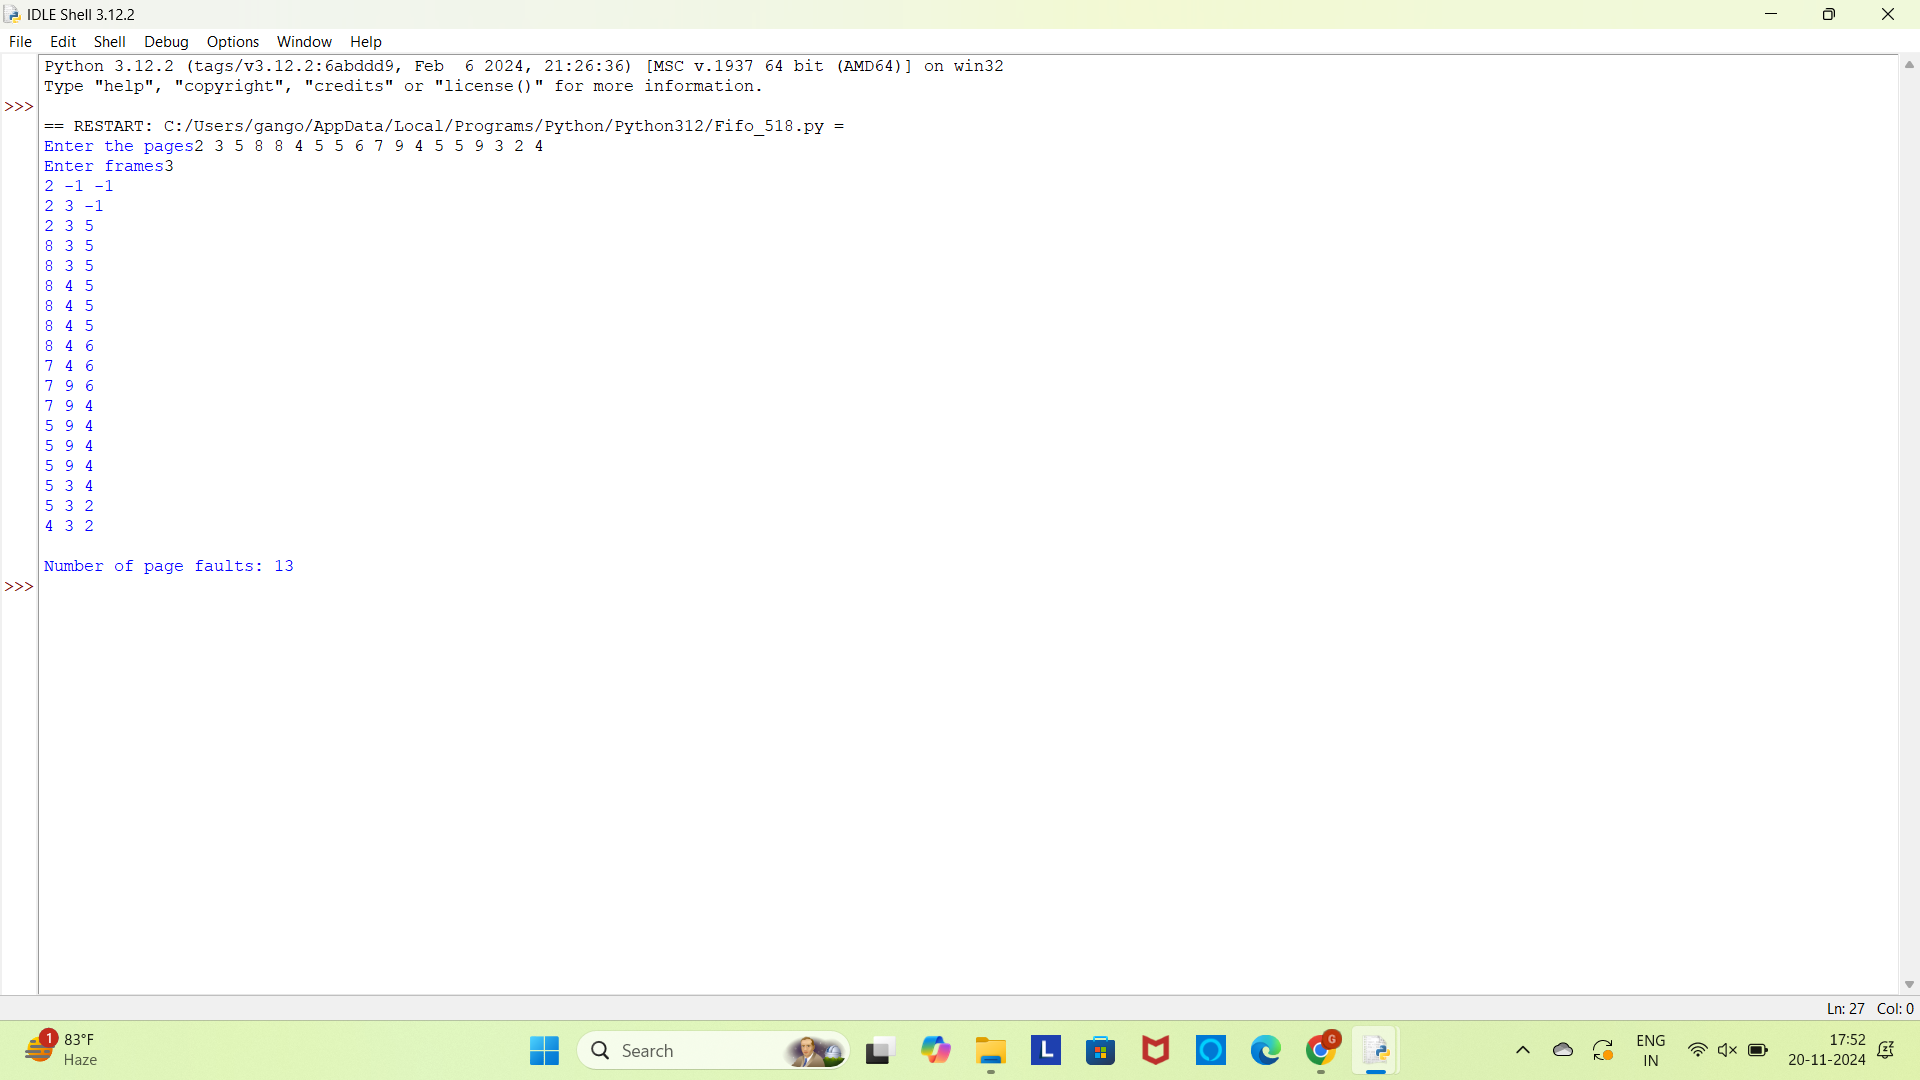 IDLE Shell 3.12.2
File Edit Shell Debug Options Window Help
Python 3.12.2 (tags/v3.12.2:6abddd9, Feb  6 2024, 21:26:36) [MSC v.1937 64 bit (AMD64)] on win32
Type "help", "copyright", "credits" or "license()" for more information.
>>>
== RESTART: C:/Users/gango/AppData/Local/Programs/Python/Python312/Fifo_518.py =
Enter the pages2 3 5 8 8 4 5 5 6 7 9 4 5 5 9 3 2 4
Enter frames3
2 -1 -1
2 3 -1
2 3 5
8 3 5
8 3 5
8 4 5
8 4 5
8 4 5
8 4 6
7 4 6
7 9 6
7 9 4
5 9 4
5 9 4
5 9 4
5 3 4
5 3 2
4 3 2
Number of page faults: 13
>>>
Ln: 27 Col: 0
1
83°F
Haze
Search
L
G
ENG
IN
17:52
20-11-2024